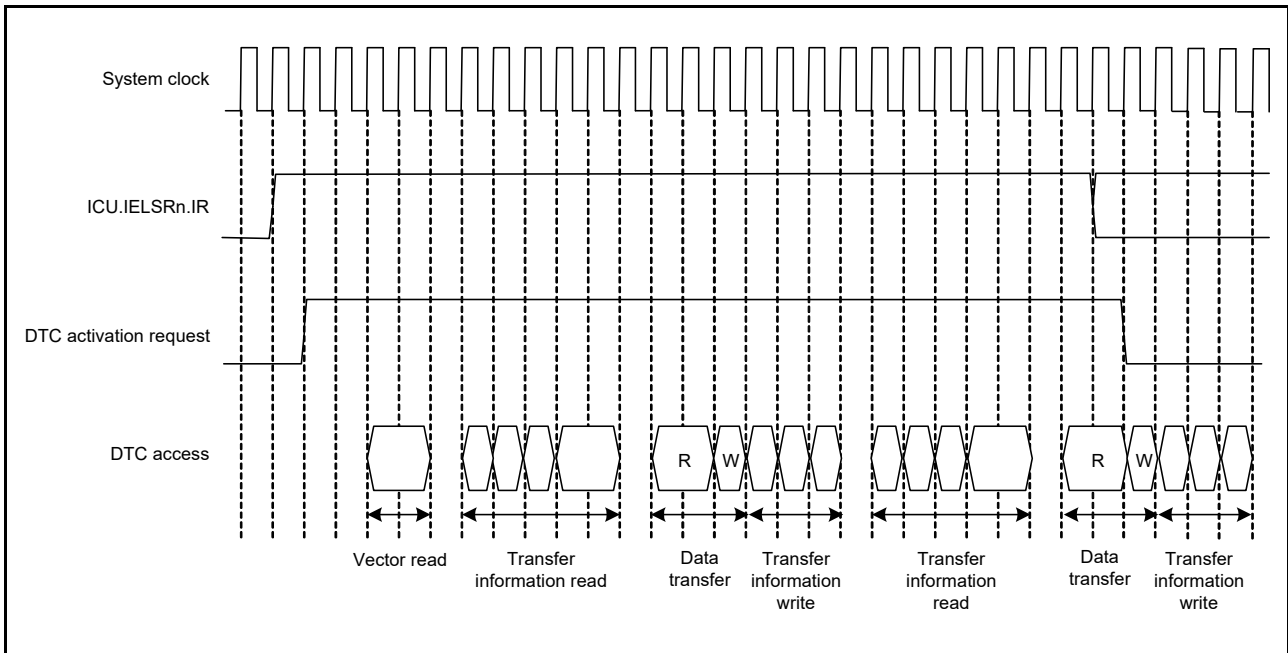 System clock
ICU.IELSRn.IR
DTC activation request
DTC access
R
W
R
W
Vector read
Transfer
information read
Data
transfer
Transfer
information
write
Transfer
information
read
Data
transfer
Transfer
information
write